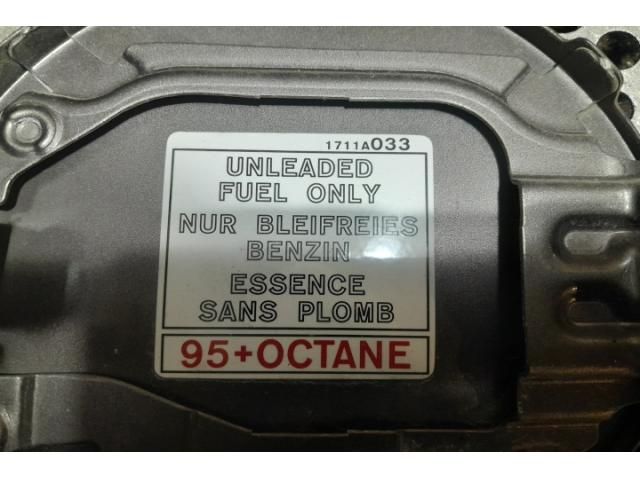 1711A033
UNLEADED
FUEL ONLY
NUR BLEIFREIES
BENZIN
ESSENCE
SANS PLOMB
95+OCTANE